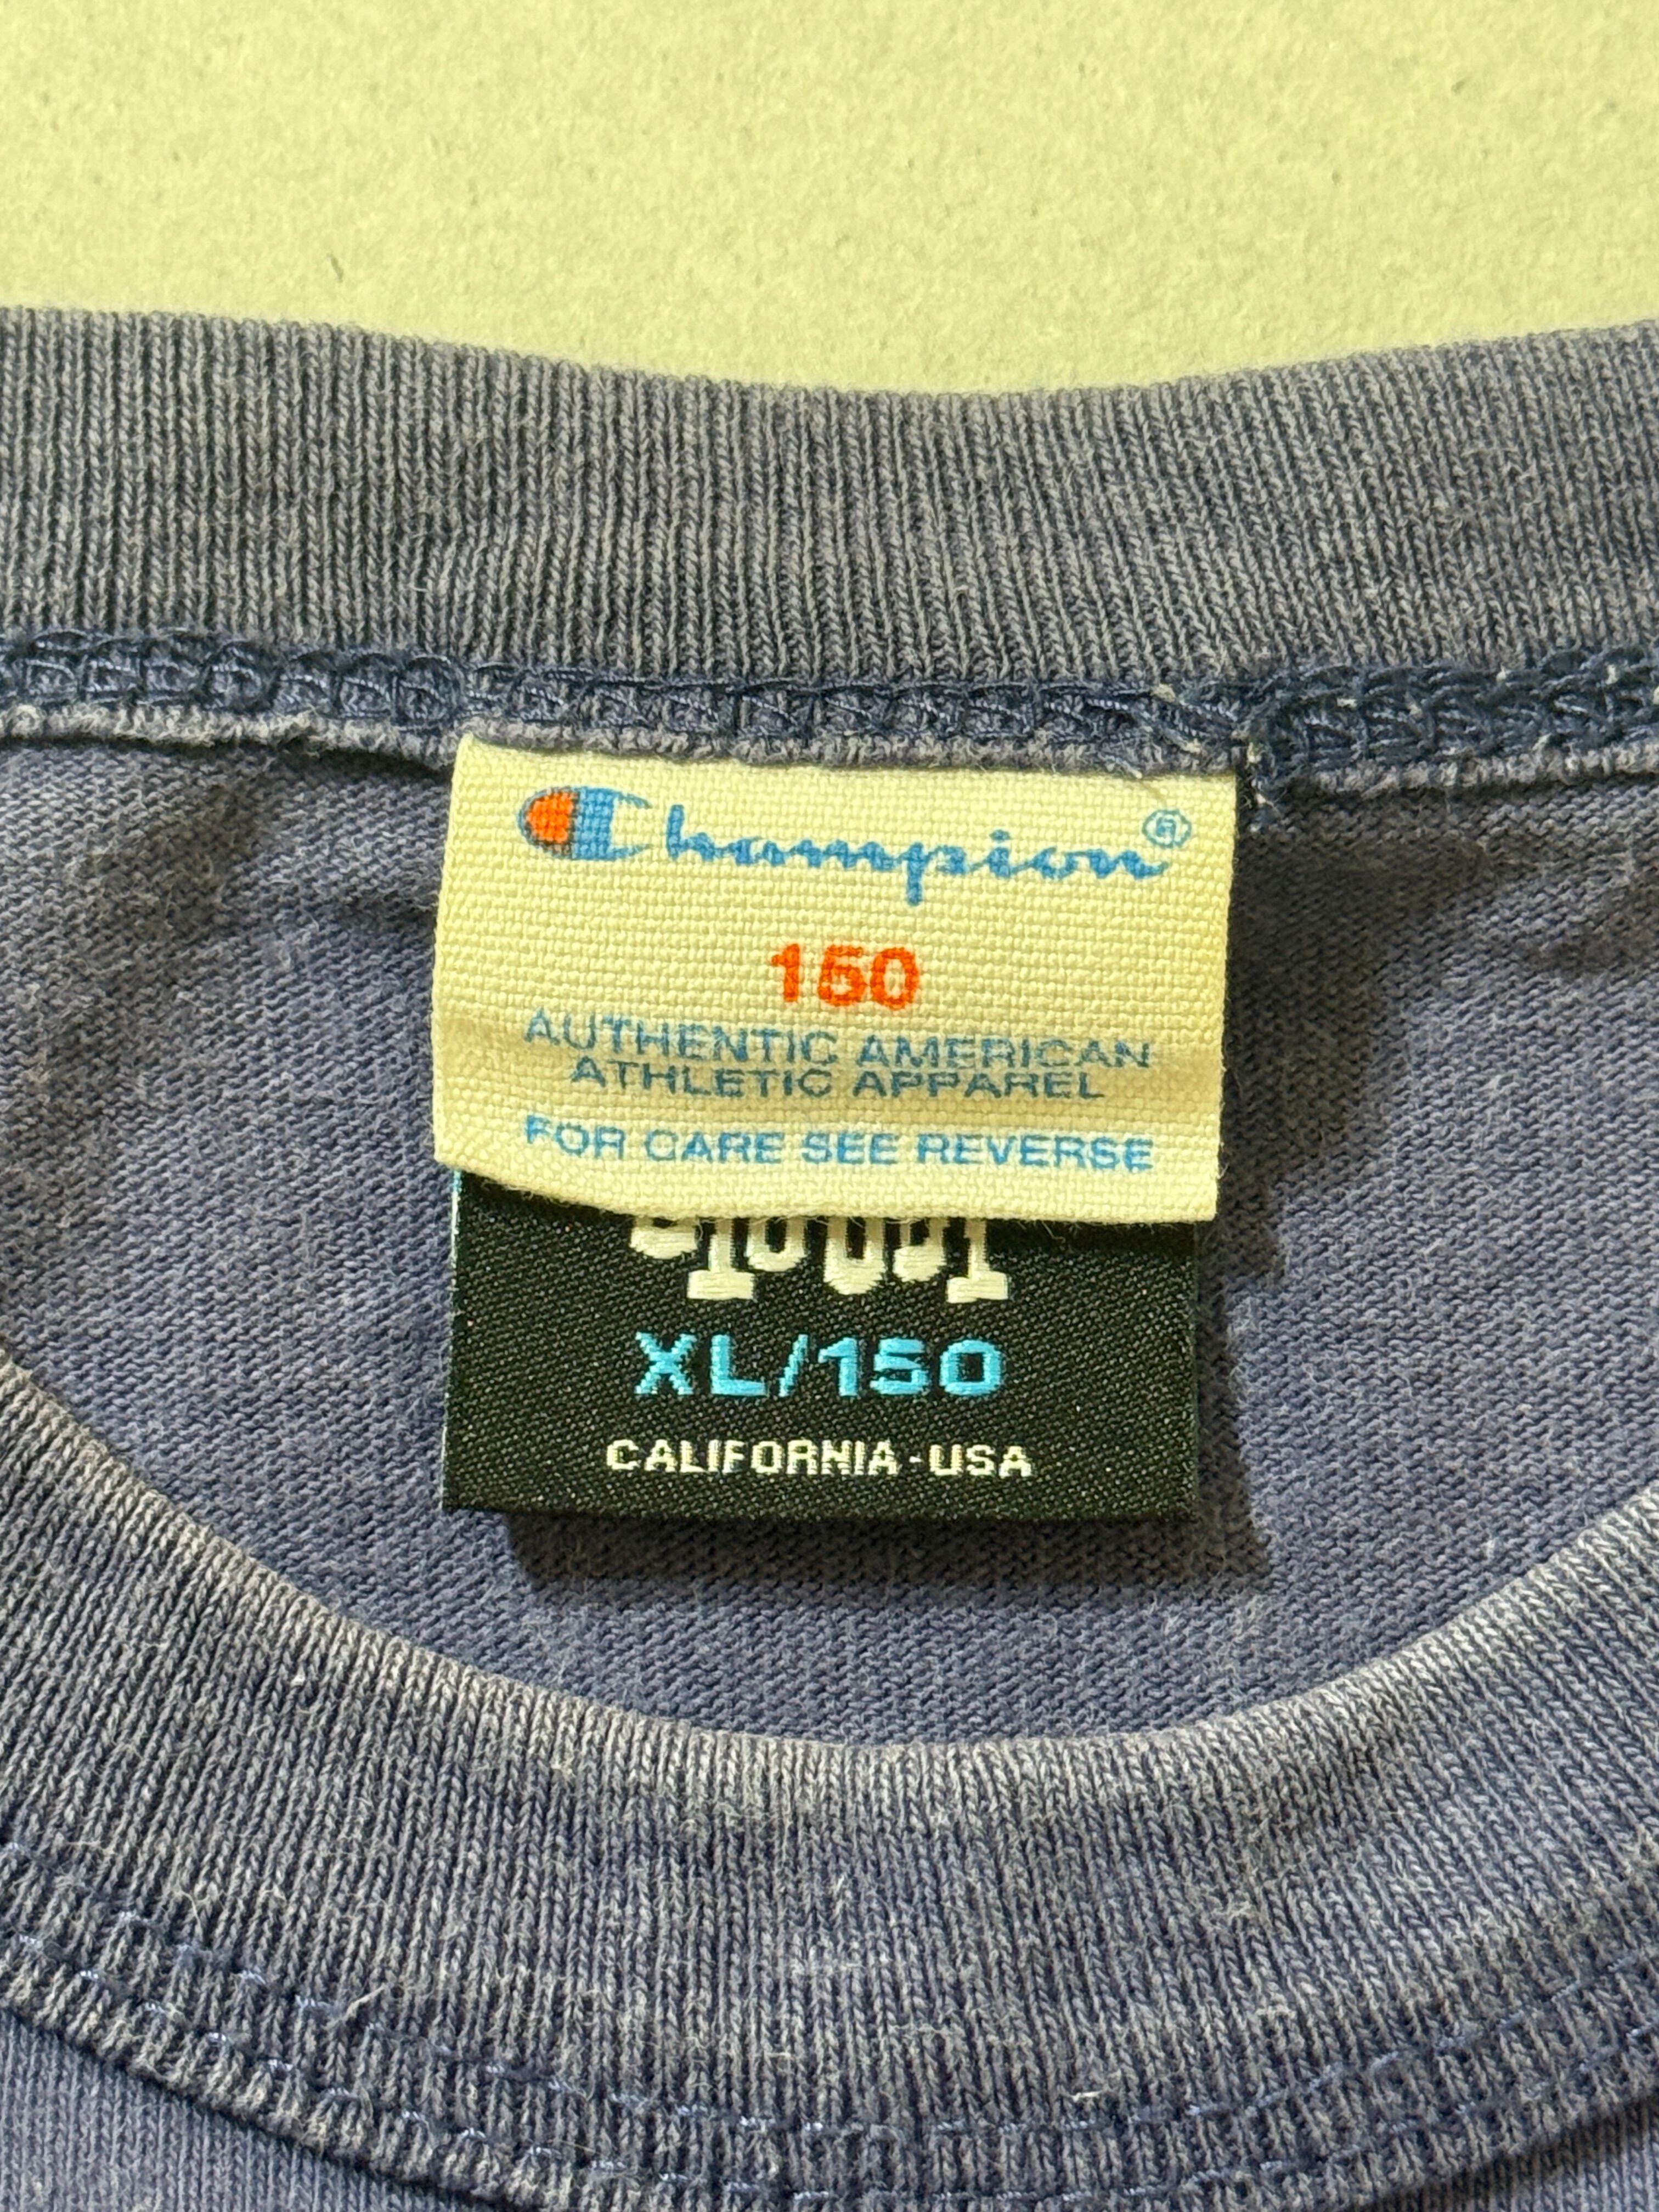 Champion®
150
AUTHENTIC AMERICAN
ATHLETIC APPAREL
FOR CARE SEE REVERSE
XL/150
CALIFORNIA-USA